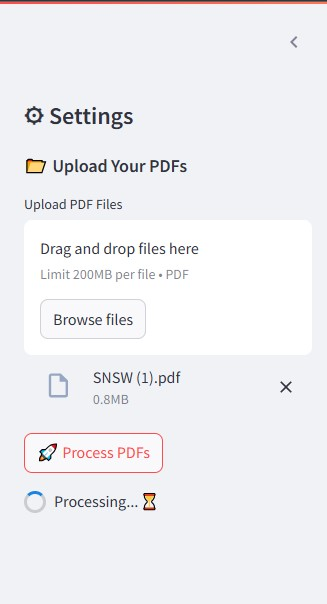 ⚙ Settings
📂 Upload Your PDFs
Upload PDF Files
Drag and drop files here
Limit 200MB per file • PDF
Browse files
SNSW (1).pdf
0.8MB
🚀 Process PDFs
Processing... ⏳